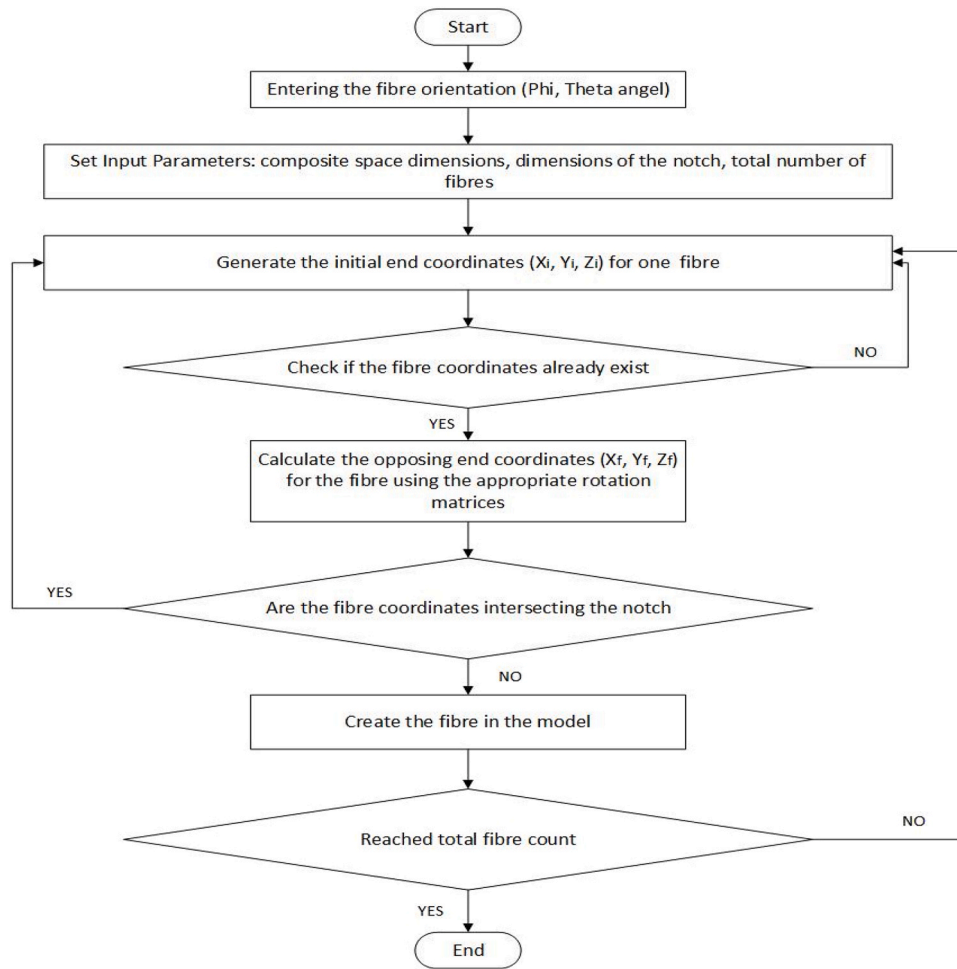 Start
Entering the fibre orientation (Phi, Theta angel)
Set Input Parameters: composite space dimensions, dimensions of the notch, total number of
fibres
Generate the initial end coordinates (Xi, Yi, Zi) for one fibre
Check if the fibre coordinates already exist
NO
YES
Calculate the opposing end coordinates (Xf, Yf, Zf)
for the fibre using the appropriate rotation
matrices
YES
Are the fibre coordinates intersecting the notch
NO
Create the fibre in the model
Reached total fibre count
NO
YES
End